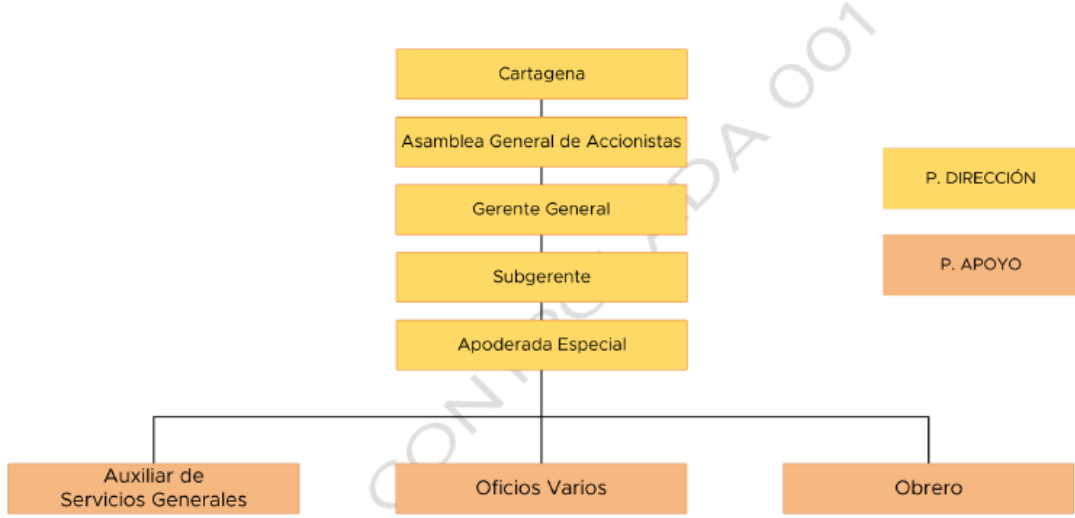 Cartagena
Asamblea General de Accionistas
Gerente General
Subgerente
Apoderada Especial
Auxiliar de
Servicios Generales
Oficios Varios
Obrero
P. DIRECCIÓN
P. APOYO